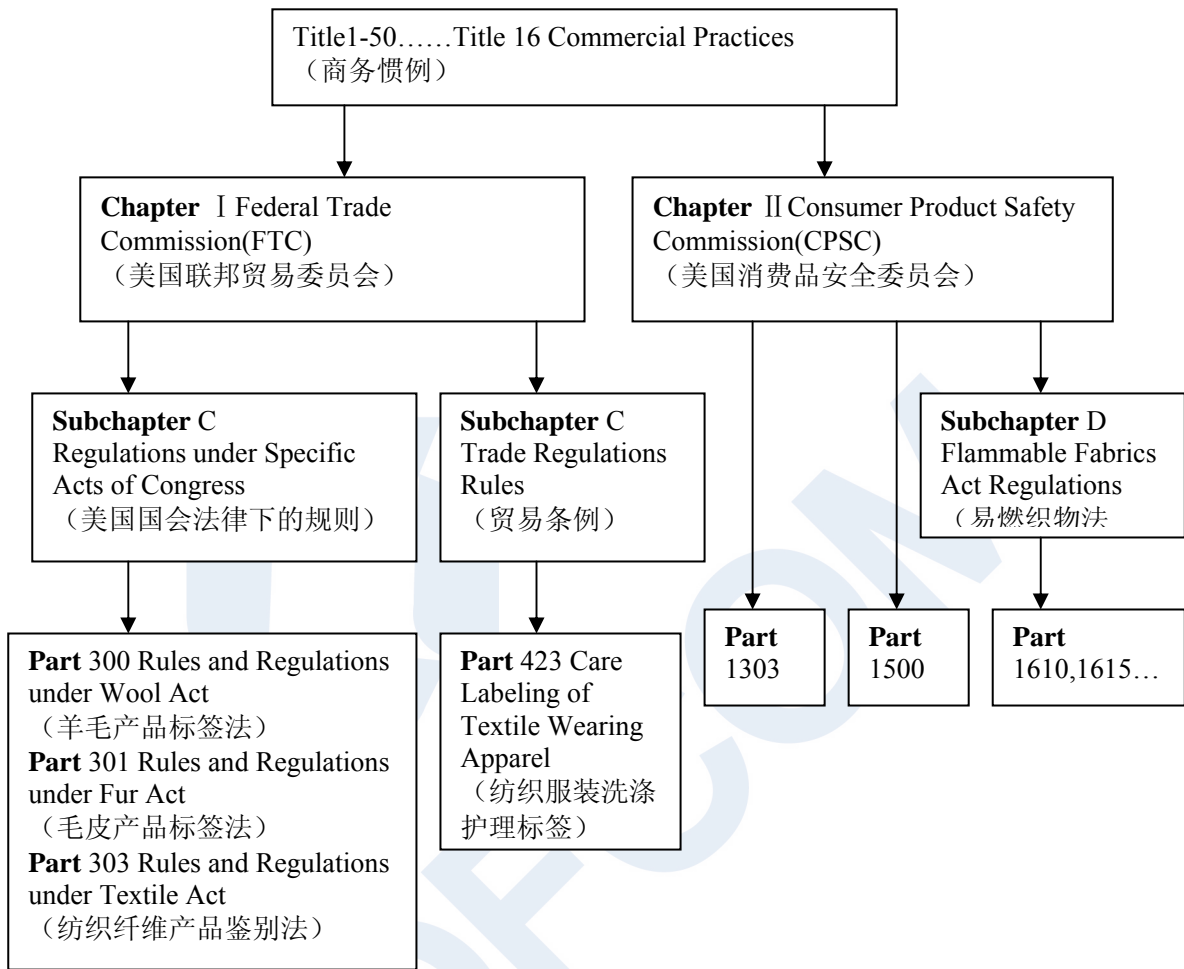 Title1-50……Title 16 Commercial Practices
（商务惯例）
Chapter Ⅰ Federal Trade
Commission(FTC)
（美国联邦贸易委员会）
Chapter Ⅱ Consumer Product Safety
Commission(CPSC)
（美国消费品安全委员会）
Subchapter C
Regulations under Specific
Acts of Congress
（美国国会法律下的规则）
Subchapter C
Trade Regulations
Rules
（贸易条例）
Subchapter D
Flammable Fabrics
Act Regulations
（易燃织物法
Part 300 Rules and Regulations
under Wool Act
（羊毛产品标签法）
Part 301 Rules and Regulations
under Fur Act
（毛皮产品标签法）
Part 303 Rules and Regulations
under Textile Act
（纺织纤维产品鉴别法）
Part 423 Care
Labeling of
Textile Wearing
Apparel
（纺织服装洗涤
护理标签）
Part
1303
Part
1500
Part
1610,1615…